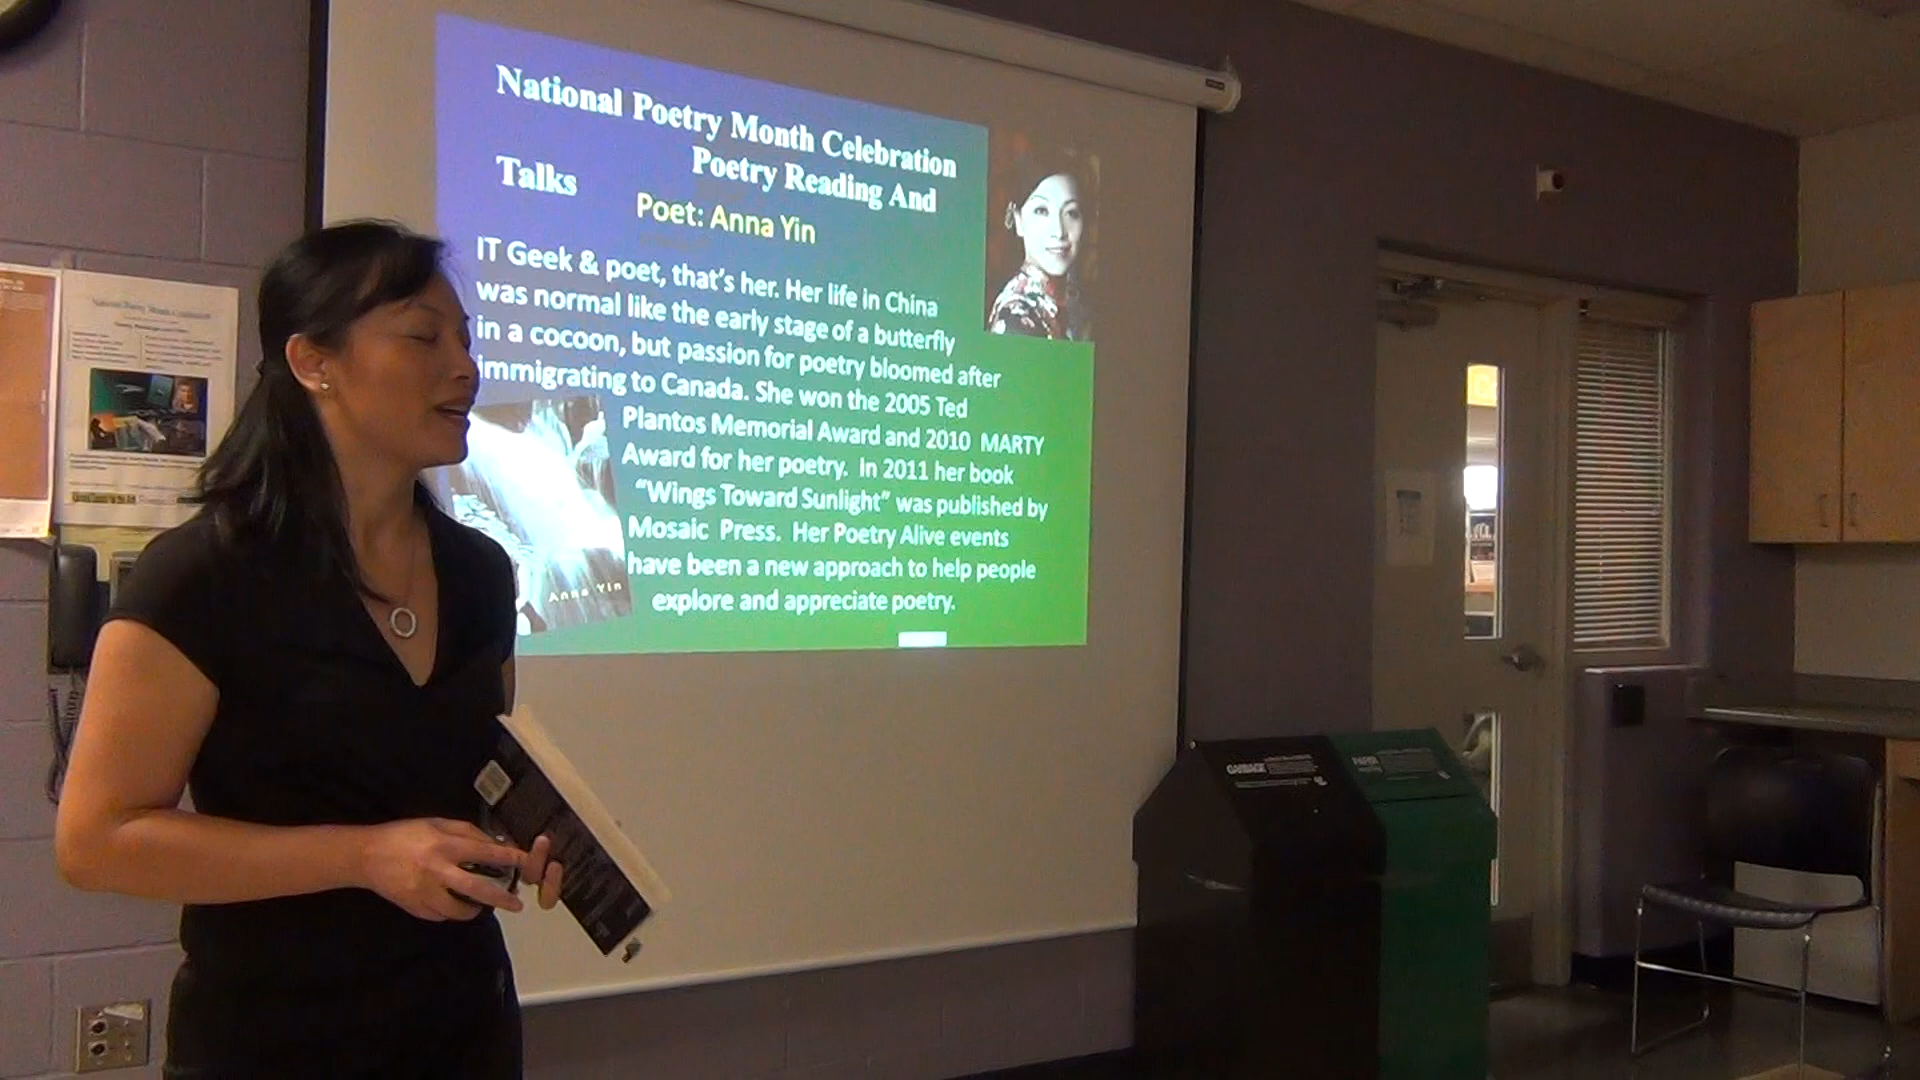 National Poetry Month Celebration
Poetry Reading And
Talks
Poet: Anna Yin
IT Geek & poet, that's her. Her life in China
was normal like the early stage of a butterfly
in a cocoon, but passion for poetry bloomed after
immigrating to Canada. She won the 2005 Ted
Plantos Memorial Award and 2010 MARTY
Award for her poetry. In 2011 her book
"Wings Toward Sunlight" was published by
Mosaic Press. Her Poetry Alive events
have been a new approach to help people
explore and appreciate poetry.
Anna Yin
National Poetry Month Celebration
GARBAGE
PAPER